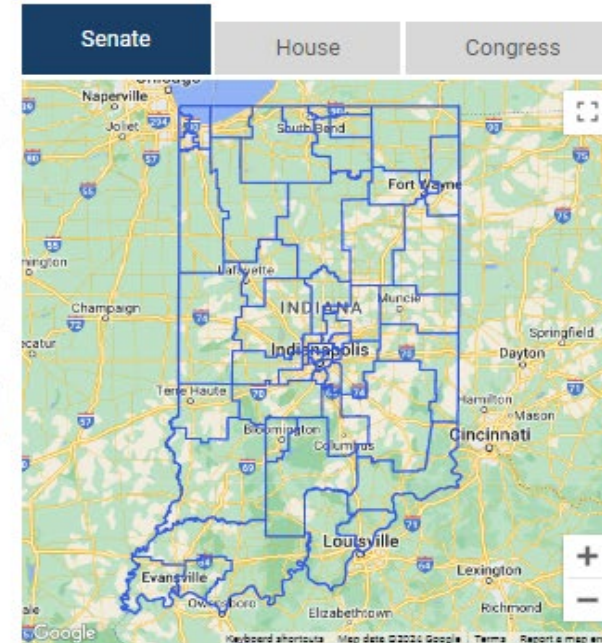 Senate
House
Congress
Chicago
Naperville
Joliet
South Bend
Fort Wayne
Lafayette
Champaign
INDIANA
Muncie
Indianapolis
Springfield
Dayton
Terre Haute
Hamilton
Mason
Bloomington
Columbus
Cincinnati
Louisville
Evansville
Owensboro
Lexington
Elizabethtown
Richmond
Google
Keyboard shortcuts Map data ©2024 Google Terms